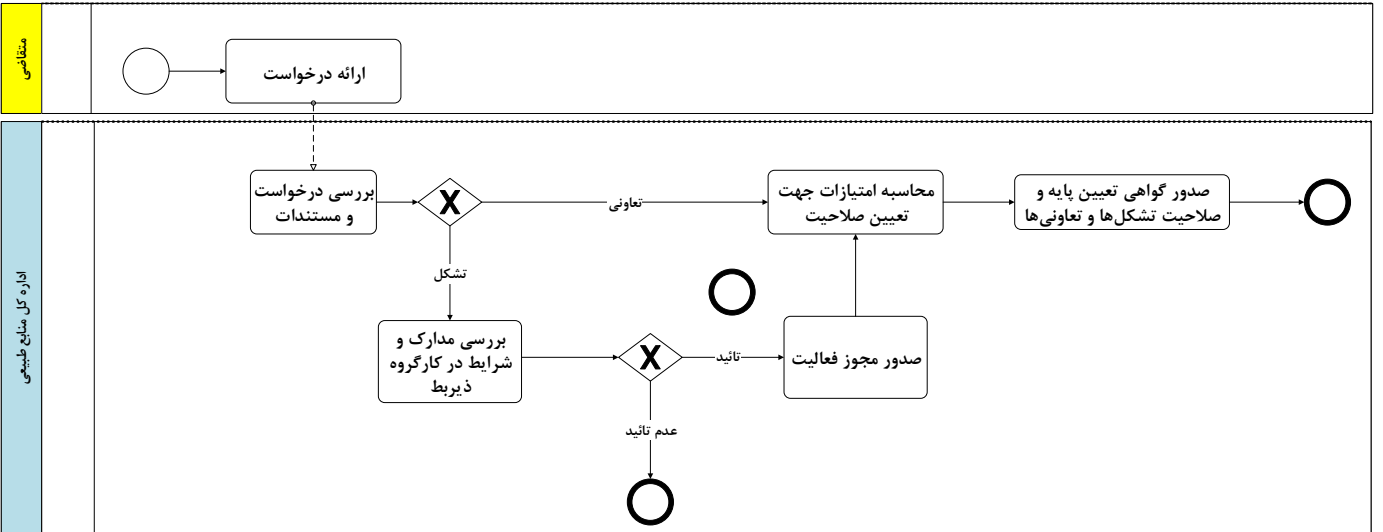 متقاضی
ارائه درخواست
اداره کل منابع طبیعی
بررسی درخواست
و مستندات
X
تعاونی
محاسبه امتیازات جهت
تعیین صلاحیت
صدور گواهی تعیین پایه و
صلاحیت تشکل‌ها و تعاونی‌ها
تشکل
بررسی مدارک و
شرایط در کارگروه
ذیربط
X
تائید
صدور مجوز فعالیت
عدم تائید